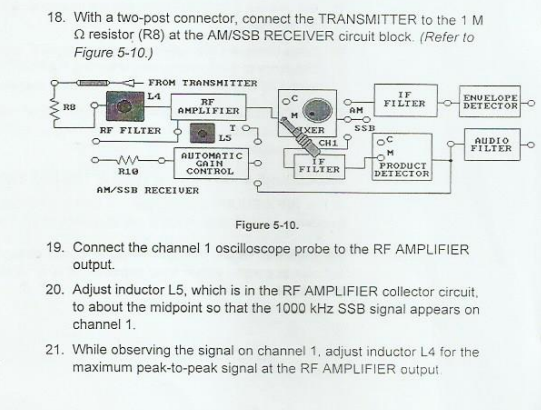 18. With a two-post connector, connect the TRANSMITTER to the 1 M
Ω resistor (R8) at the AM/SSB RECEIVER circuit block. (Refer to
Figure 5-10.)
FROM TRANSMITTER
R8
L4
RF FILTER
RF
AMPLIFIER
L5
T
C
M
MIXER
CH1
AM
SSB
IF
FILTER
ENVELOPE
DETECTOR
R10
AUTOMATIC
GAIN
CONTROL
IF
FILTER
C
M
PRODUCT
DETECTOR
AUDIO
FILTER
AM/SSB RECEIVER
Figure 5-10.
19. Connect the channel 1 oscilloscope probe to the RF AMPLIFIER
output.
20. Adjust inductor L5, which is in the RF AMPLIFIER collector circuit,
to about the midpoint so that the 1000 kHz SSB signal appears on
channel 1.
21. While observing the signal on channel 1, adjust inductor L4 for the
maximum peak-to-peak signal at the RF AMPLIFIER output.